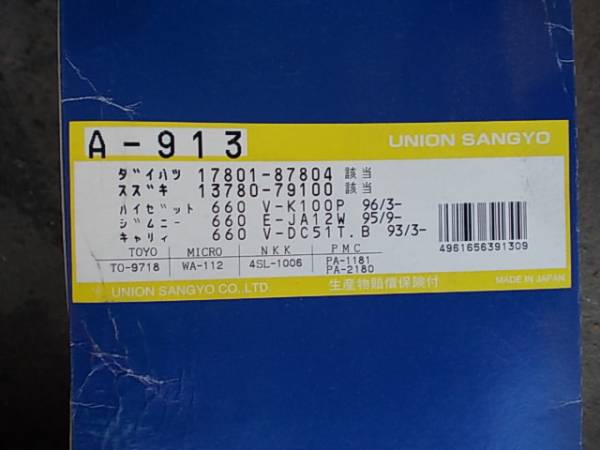 A-913 UNION SANGYO
ダイハツ 17801-87804 該当
スズキ 13780-79100 該当
ハイゼット 660 V-K100P 96/3-
ジムニー 660 E-JA12W 95/9-
キャリィ 660 V-DC51T.B 93/3-
TOYO MICRO NKK PMC
TO-9718 WA-112 4SL-1006 PA-1181
PA-2180
4961656391309
UNION SANGYO CO.,LTD. 生産物賠償保険付 MADE IN JAPAN